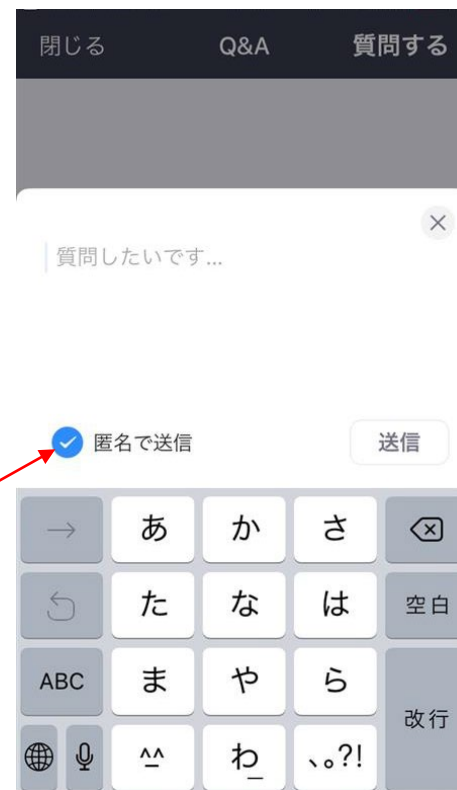 閉じる Q&A 質問する
質問したいです...
匿名で送信 送信
→ あ か さ
た な は 空白
ABC ま や ら
改行
^^ わ_ 、。?!